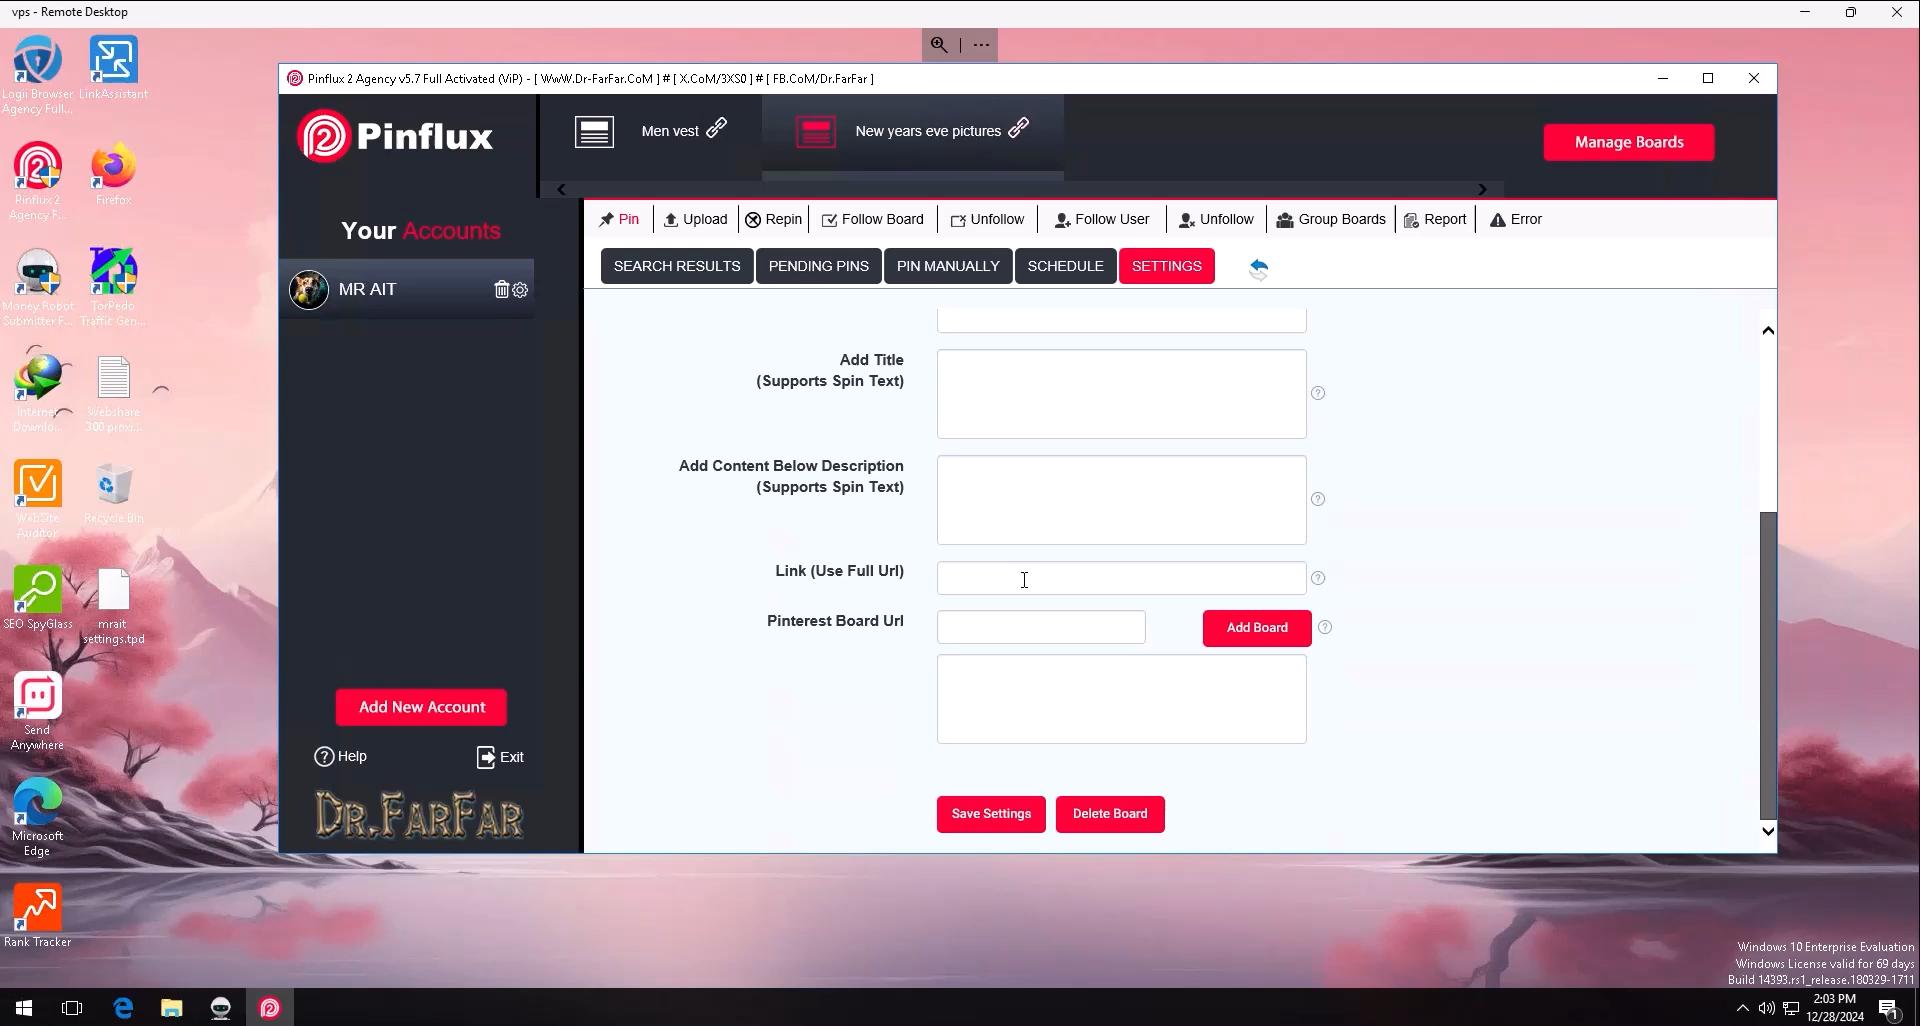 vps - Remote Desktop
Logii Browser
Agency Full...
LinkAssistant
Pinflux 2
Agency F...
Firefox
Money Robot
Submitter F...
TorPedo
Traffic Gen...
Internet
Downlo...
Webshare
300 proxi...
WebSite
Auditor
Recycle Bin
SEO SpyGlass
mrait
settings.tpd
Send
Anywhere
Microsoft
Edge
Rank Tracker
Pinflux 2 Agency v5.7 Full Activated (ViP) - [ WwW.Dr-FarFar.CoM ] # [ X.CoM/3XS0 ] # [ FB.CoM/Dr.FarFar ]
Pinflux
Men vest
New years eve pictures
Manage Boards
Your Accounts
MR AIT
Add New Account
Help
Exit
DR.FARFAR
Pin
Upload
Repin
Follow Board
Unfollow
Follow User
Unfollow
Group Boards
Report
Error
SEARCH RESULTS
PENDING PINS
PIN MANUALLY
SCHEDULE
SETTINGS
Add Title
(Supports Spin Text)
Add Content Below Description
(Supports Spin Text)
Link (Use Full Url)
Pinterest Board Url
Add Board
Save Settings
Delete Board
Windows 10 Enterprise Evaluation
Windows License valid for 69 days
Build 14393.rs1_release.180329-1711
2:03 PM
12/28/2024
1